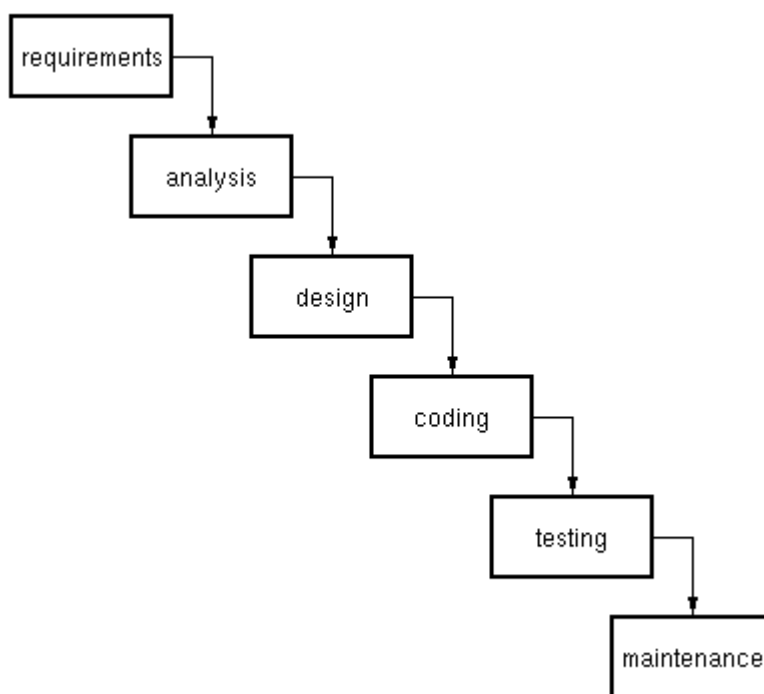 requirements
analysis
design
coding
testing
maintenance